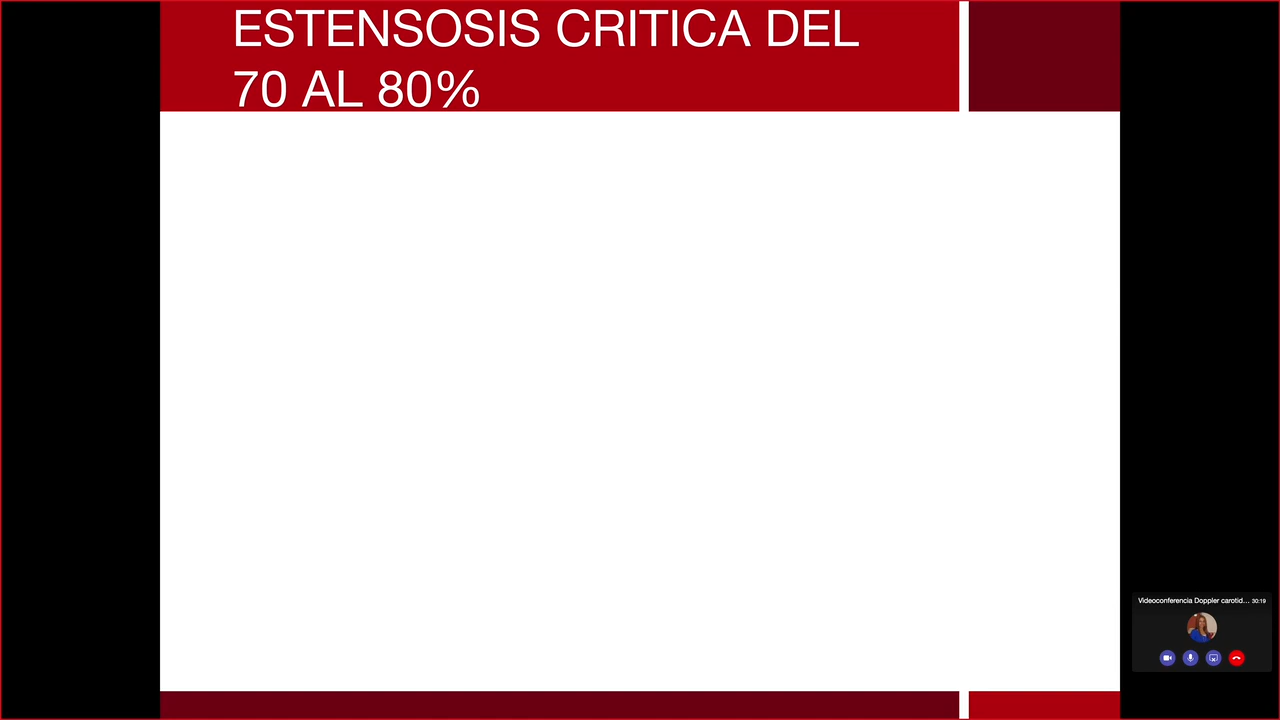 ESTENSOSIS CRITICA DEL
70 AL 80%
Videoconferencia Doppler carotid... 30:19